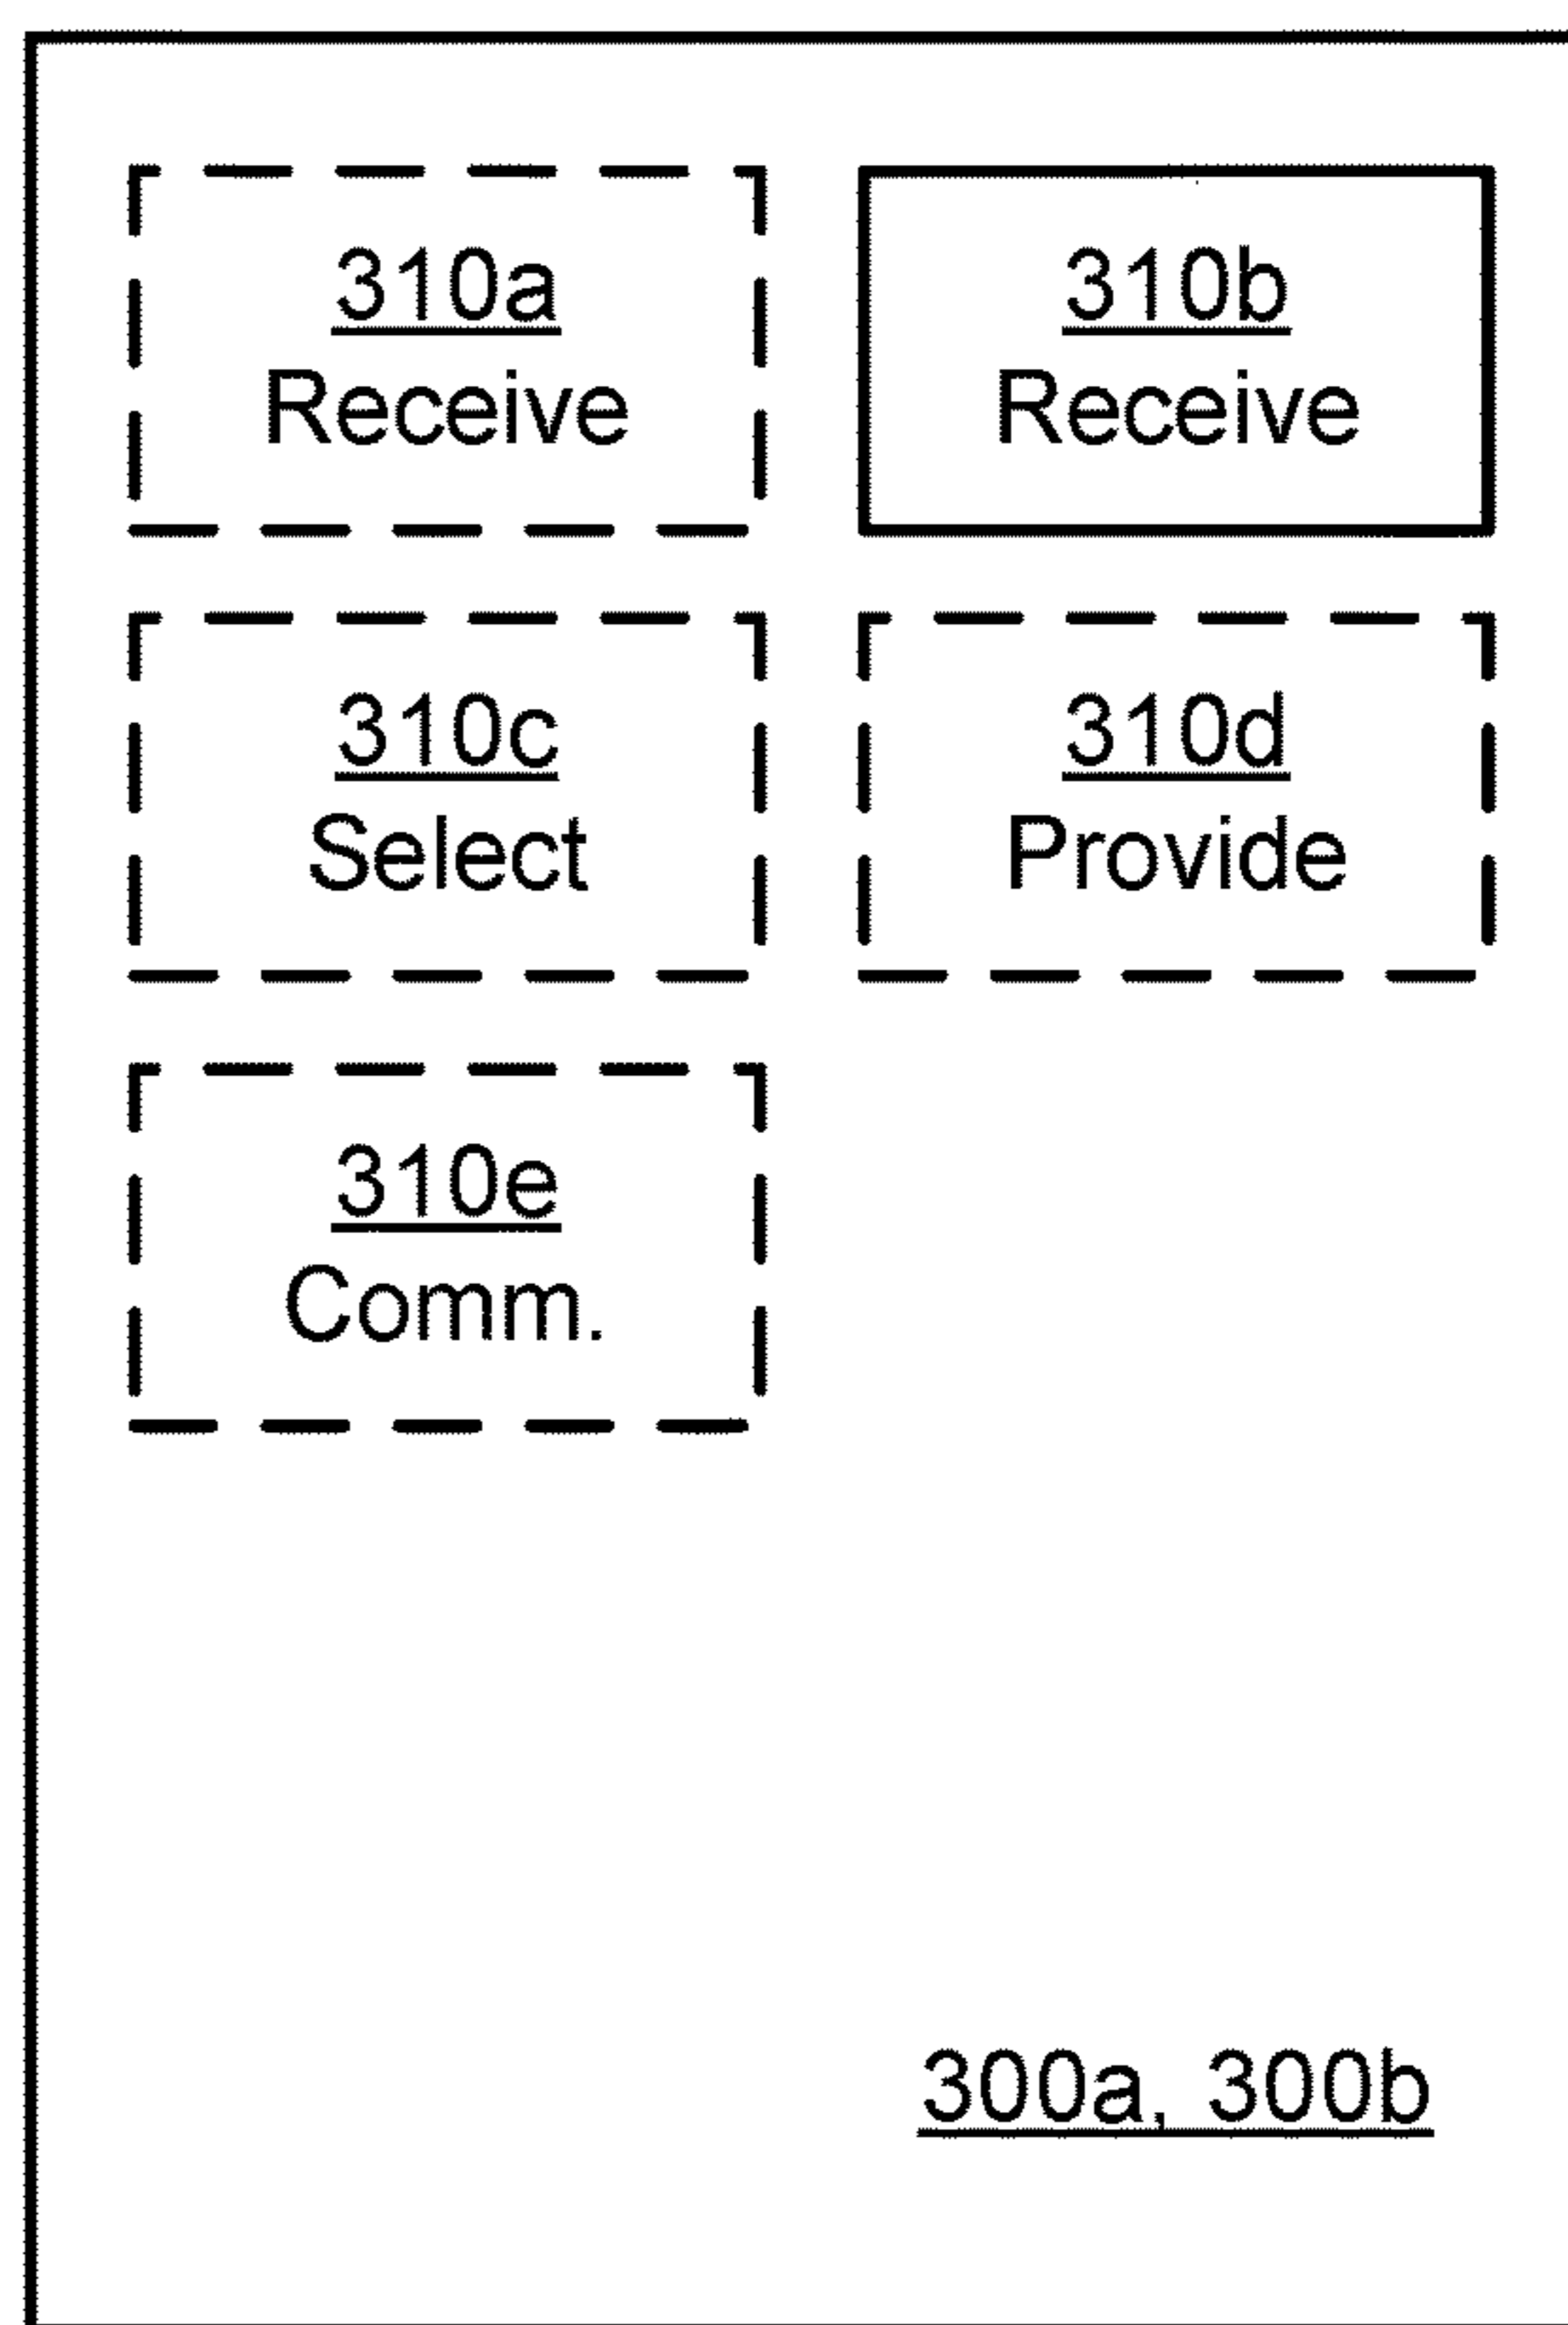 310a
Receive
310b
Receive
310c
Select
310d
Provide
310e
Comm.
300a, 300b